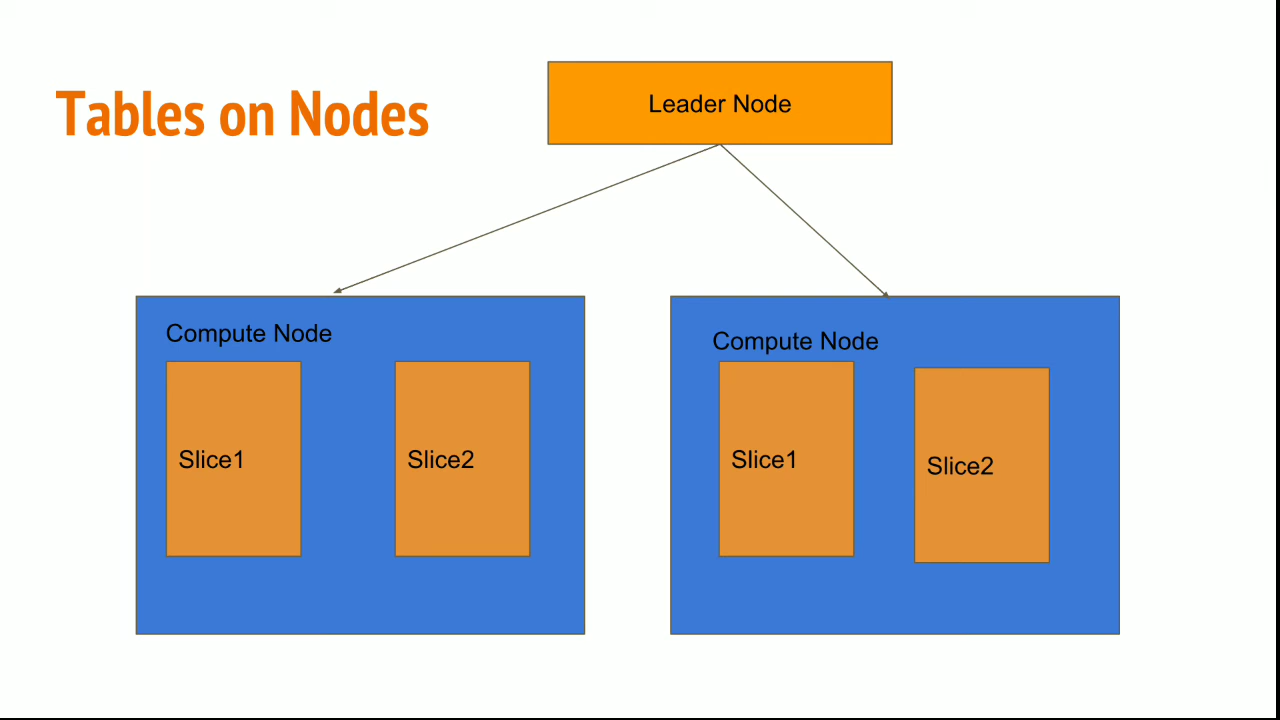 Tables on Nodes
Leader Node
Compute Node
Slice1
Slice2
Compute Node
Slice1
Slice2